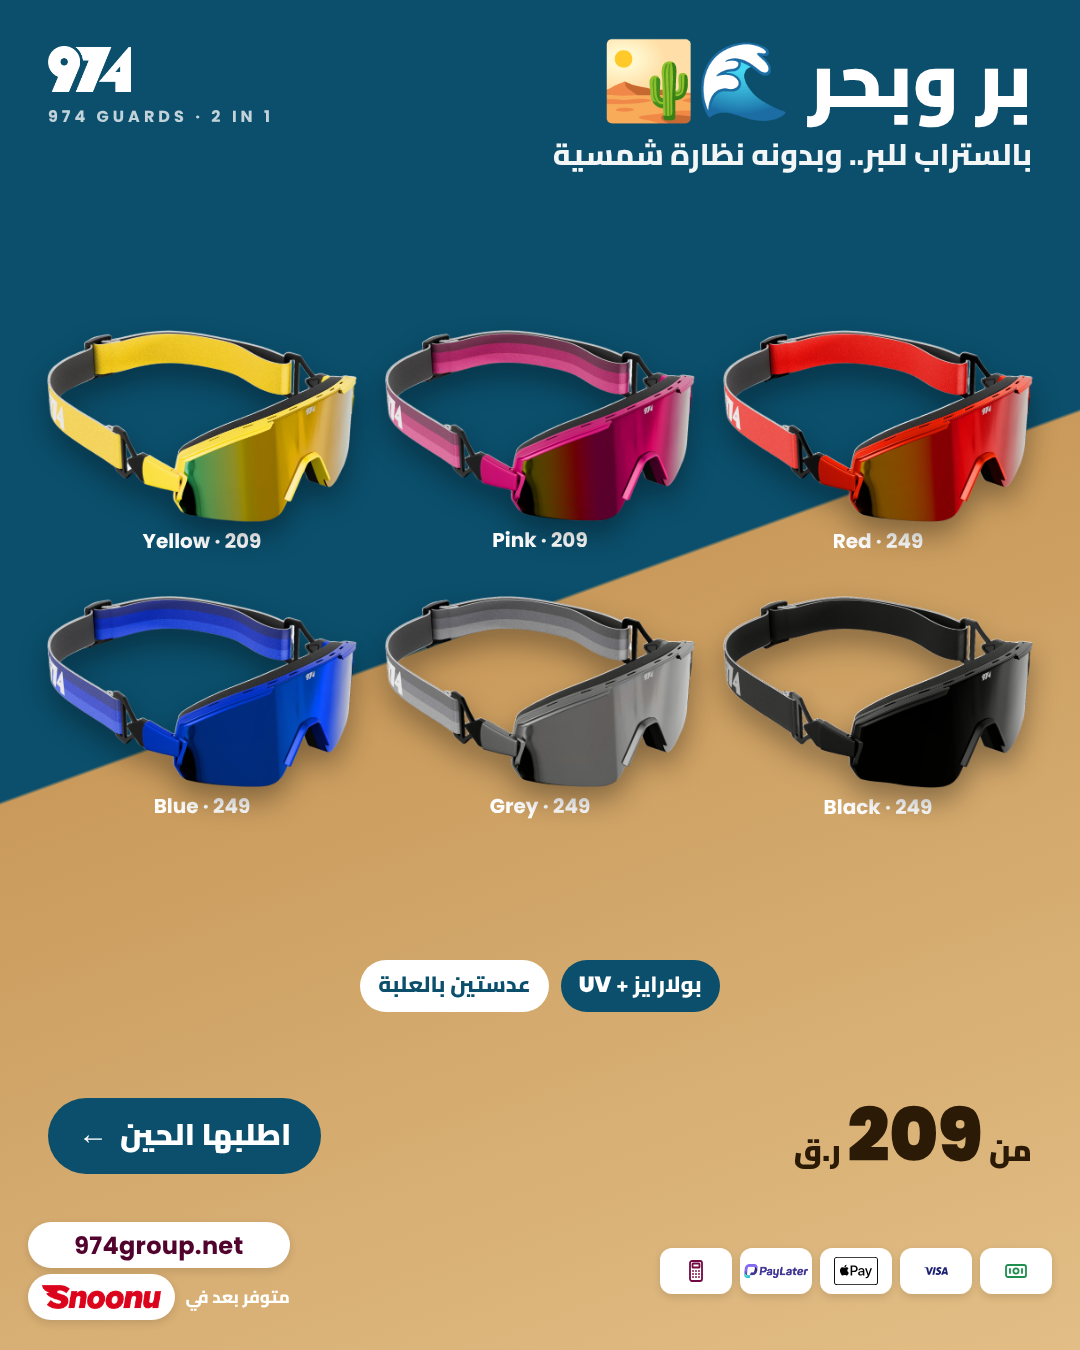 974
974 GUARDS · 2 IN 1
بر وبحر 🌊🏜️
بالستراب للبر.. وبدونه نظارة شمسية
Yellow · 209
Pink · 209
Red · 249
Blue · 249
Grey · 249
Black · 249
بولارايز + UV
عدستين بالعلبة
من 209 ر.ق
اطلبها الحين ←
974group.net
متوفر بعد في Snoonu
PayLater
Pay
VISA